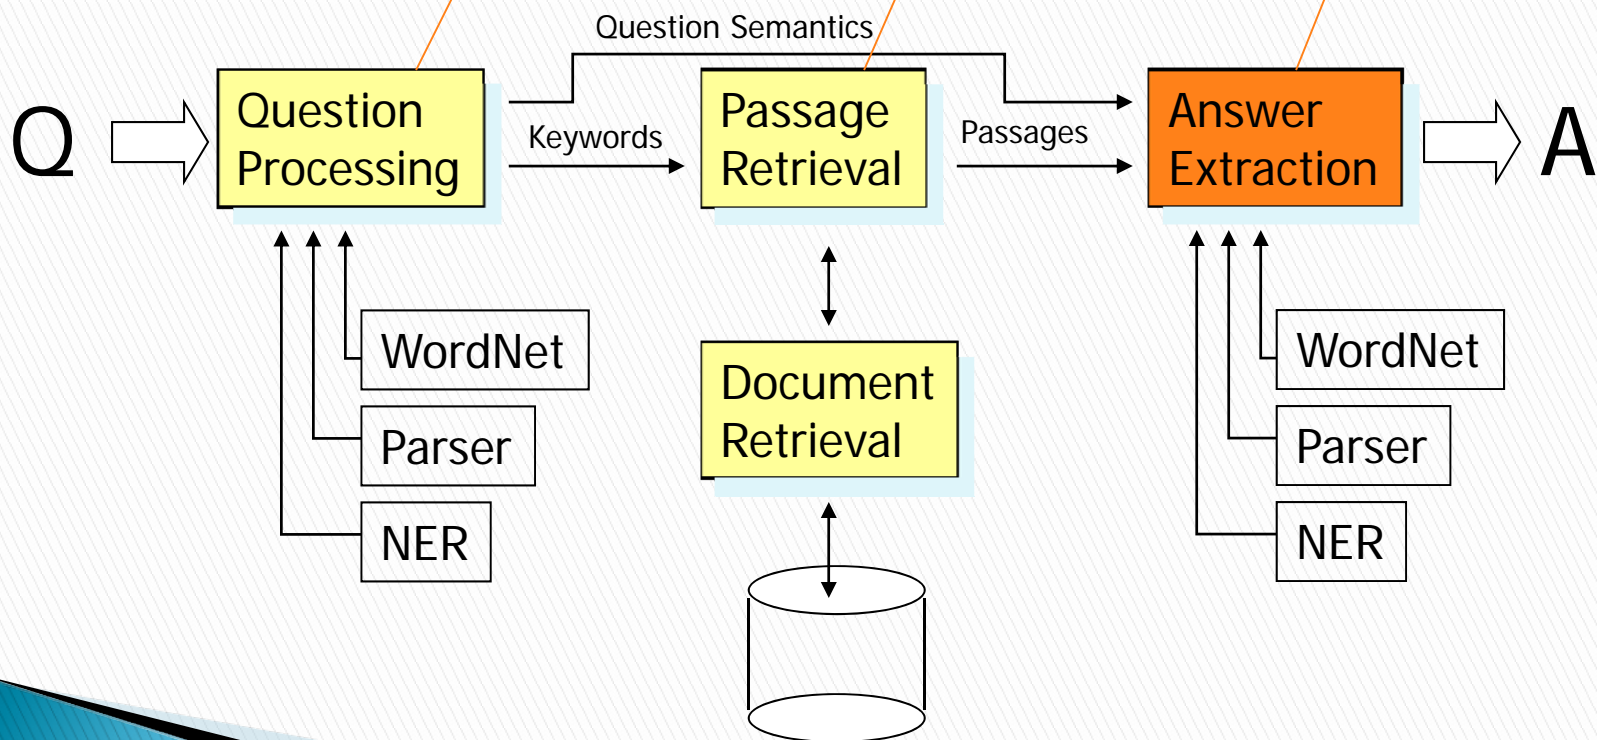 Question Semantics
Q
Question
Processing
Keywords
Passage
Retrieval
Passages
Answer
Extraction
A
WordNet
Parser
NER
Document
Retrieval
WordNet
Parser
NER